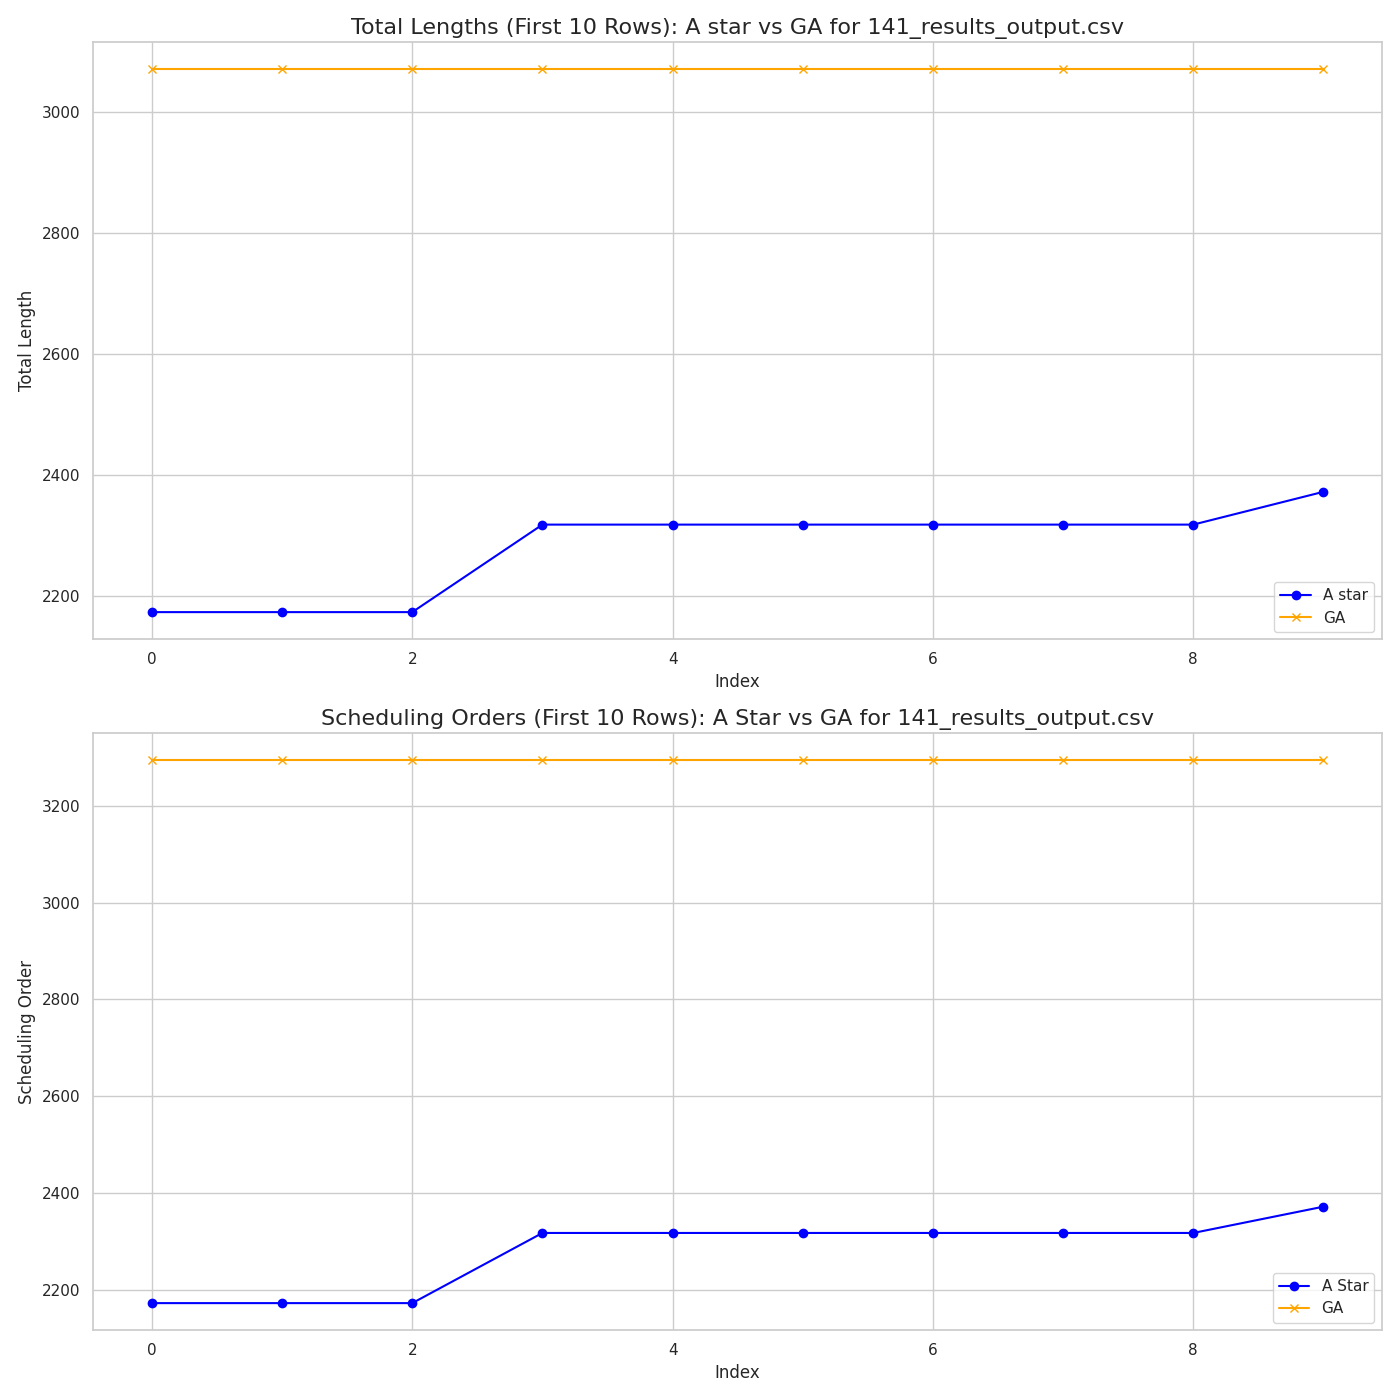 Total Lengths (First 10 Rows): A star vs GA for 141_results_output.csv
3000
2800
2600
2400
2200
Total Length
A star
GA
0 2 4 6 8
Index
Scheduling Orders (First 10 Rows): A Star vs GA for 141_results_output.csv
3200
3000
2800
2600
2400
2200
Scheduling Order
A Star
GA
0 2 4 6 8
Index